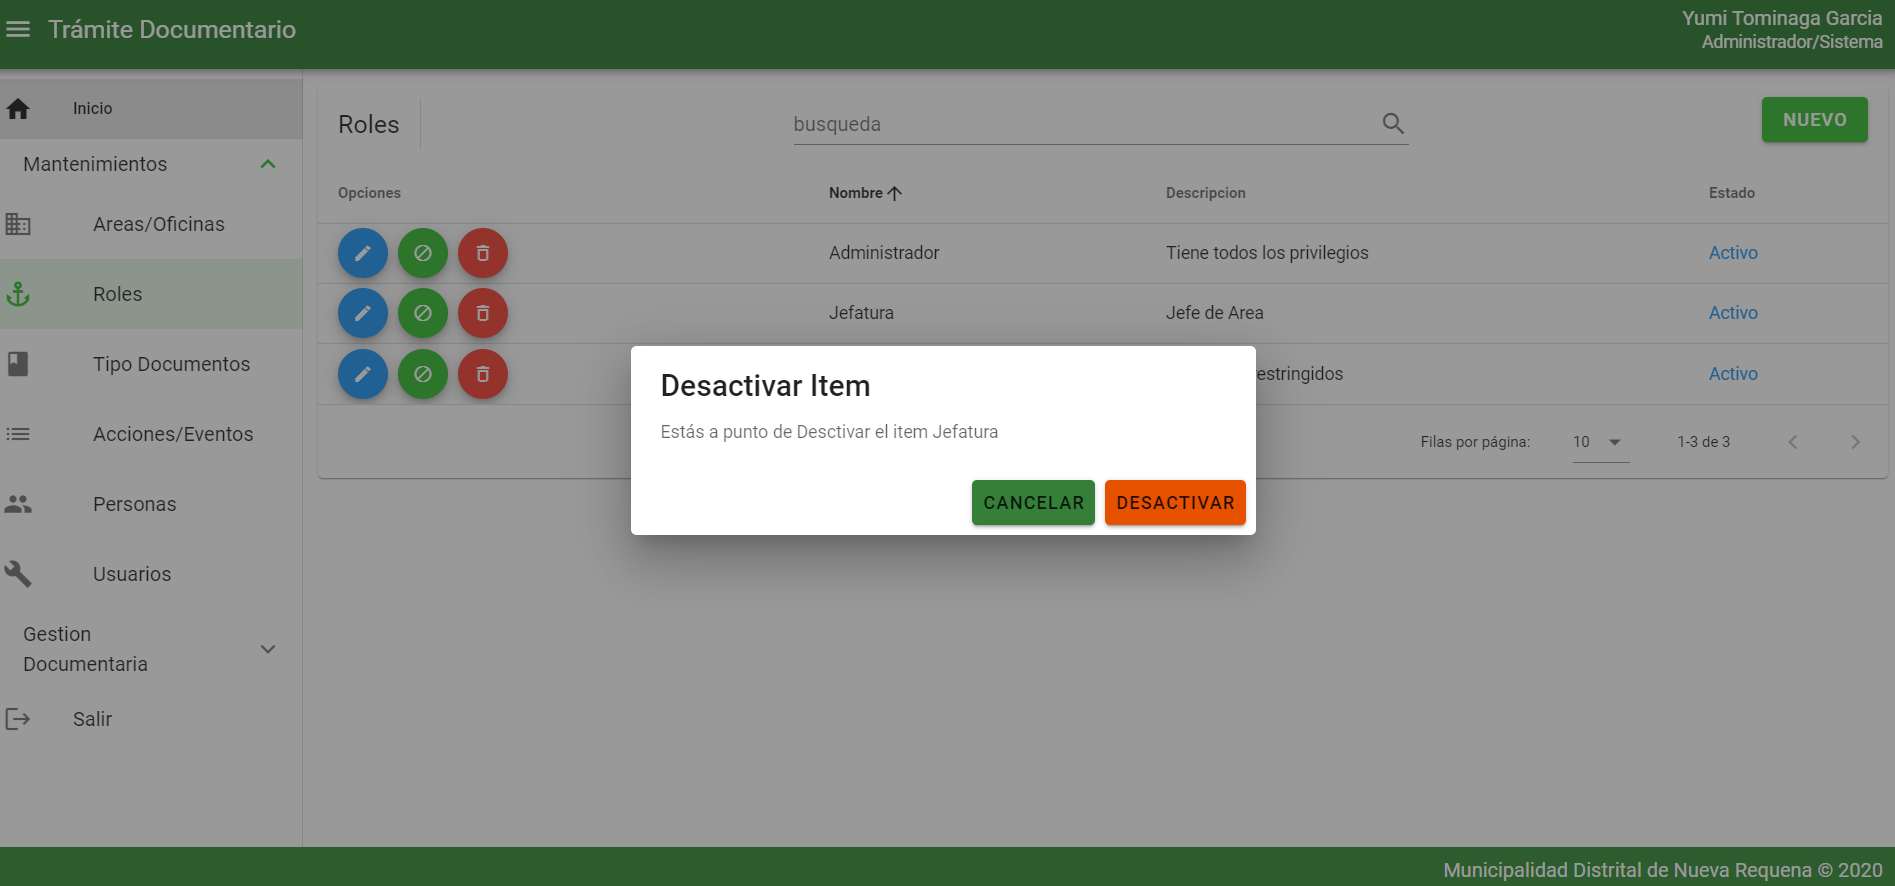 Trámite Documentario
Yumi Tominaga Garcia
Administrador/Sistema
Inicio
Mantenimientos
Areas/Oficinas
Roles
Tipo Documentos
Acciones/Eventos
Personas
Usuarios
Gestion
Documentaria
Salir
Roles
busqueda
NUEVO
Opciones Nombre Descripcion Estado
Administrador Tiene todos los privilegios Activo
Jefatura Jefe de Area Activo
Activo
Desactivar Item
Estás a punto de Desctivar el item Jefatura
CANCELAR DESACTIVAR
Filas por página: 10 1-3 de 3
Municipalidad Distrital de Nueva Requena © 2020